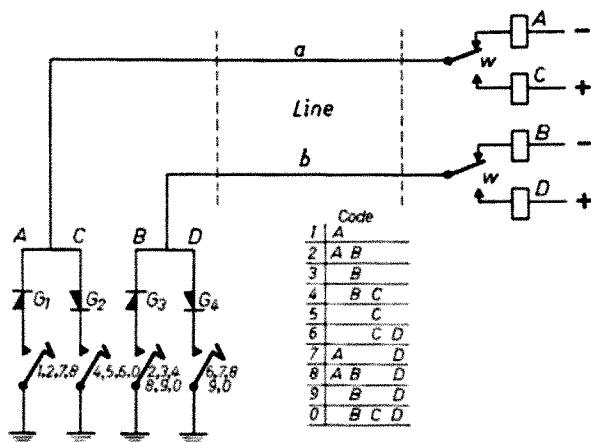 A −
a w
C +
Line
B −
b w
D +
A C B D
G1 G2 G3 G4
1,2,7,8 4,5,6,0 2,3,4 8,9,0 6,7,8 9,0
Code
1 A
2 A B
3 B
4 B C
5 C
6 C D
7 A D
8 A B D
9 B D
0 B C D